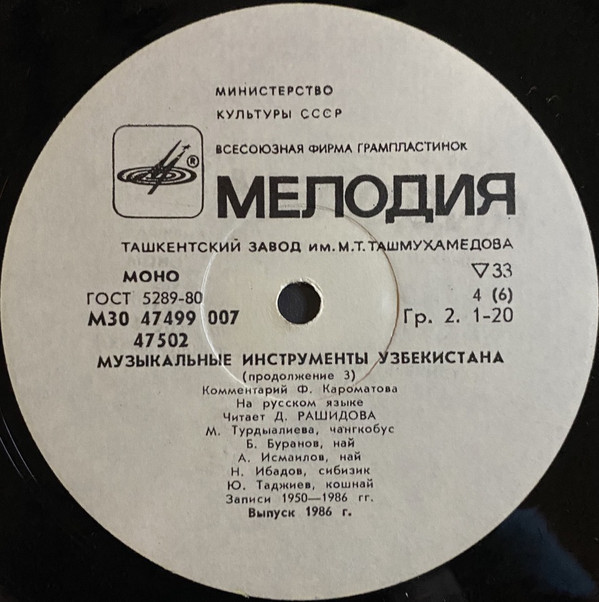 МИНИСТЕРСТВО
КУЛЬТУРЫ СССР
ВСЕСОЮЗНАЯ ФИРМА ГРАМПЛАСТИНОК
®
МЕЛОДИЯ
ТАШКЕНТСКИЙ ЗАВОД ИМ. М. Т. ТАШМУХАМЕДОВА
МОНО ▽33
ГОСТ 5289-80 4 (6)
М30 47499 007 Гр. 2. 1-20
47502
МУЗЫКАЛЬНЫЕ ИНСТРУМЕНТЫ УЗБЕКИСТАНА
(продолжение 3)
Комментарий Ф. Кароматова
На русском языке
Читает Д. РАШИДОВА
М. Турдыалиева, чангкобус
Б. Буранов, най
А. Исмаилов, най
Н. Ибадов, сибизик
Ю. Таджиев, кошнай
Записи 1950—1986 гг.
Выпуск 1986 г.